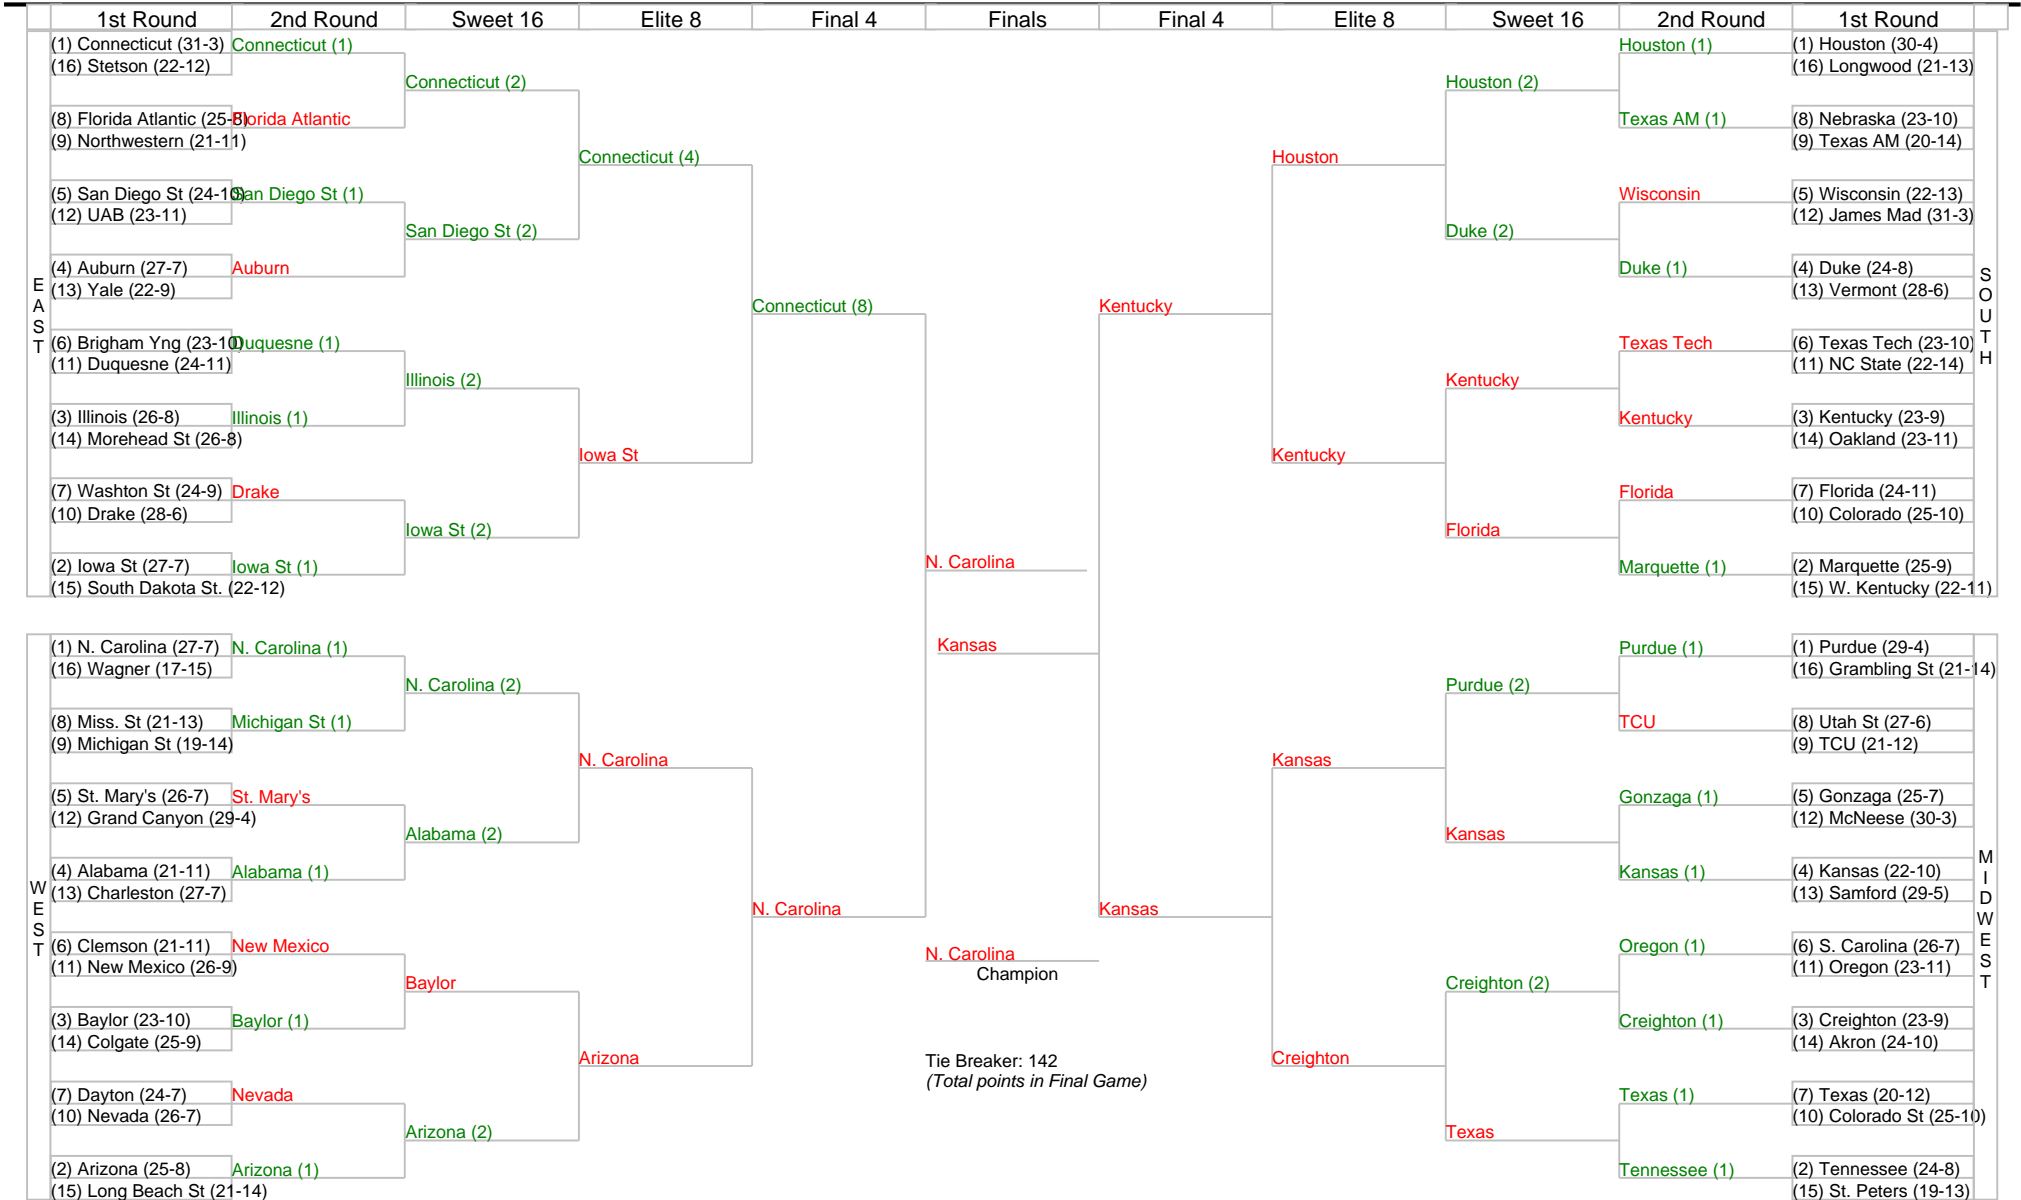 1st Round 2nd Round Sweet 16 Elite 8 Final 4 Finals Final 4 Elite 8 Sweet 16 2nd Round 1st Round
EAST
(1) Connecticut (31-3)
(16) Stetson (22-12)
(8) Florida Atlantic (25-8)
(9) Northwestern (21-11)
(5) San Diego St (24-10)
(12) UAB (23-11)
(4) Auburn (27-7)
(13) Yale (22-9)
(6) Brigham Yng (23-10)
(11) Duquesne (24-11)
(3) Illinois (26-8)
(14) Morehead St (26-8)
(7) Washton St (24-9)
(10) Drake (28-6)
(2) Iowa St (27-7)
(15) South Dakota St. (22-12)
Connecticut (1)
Florida Atlantic
San Diego St (1)
Auburn
Duquesne (1)
Illinois (1)
Drake
Iowa St (1)
Connecticut (2)
San Diego St (2)
Illinois (2)
Iowa St (2)
Connecticut (4)
Iowa St
Connecticut (8)
WEST
(1) N. Carolina (27-7)
(16) Wagner (17-15)
(8) Miss. St (21-13)
(9) Michigan St (19-14)
(5) St. Mary's (26-7)
(12) Grand Canyon (29-4)
(4) Alabama (21-11)
(13) Charleston (27-7)
(6) Clemson (21-11)
(11) New Mexico (26-9)
(3) Baylor (23-10)
(14) Colgate (25-9)
(7) Dayton (24-7)
(10) Nevada (26-7)
(2) Arizona (25-8)
(15) Long Beach St (21-14)
N. Carolina (1)
Michigan St (1)
St. Mary's
Alabama (1)
New Mexico
Baylor (1)
Nevada
Arizona (1)
N. Carolina (2)
Alabama (2)
Baylor
Arizona (2)
N. Carolina
Arizona
N. Carolina
N. Carolina
Kansas
N. Carolina
Champion
Tie Breaker: 142
(Total points in Final Game)
Kentucky
Houston
Kentucky
Houston (2)
Duke (2)
Kentucky
Florida
Houston (1)
Texas AM (1)
Wisconsin
Duke (1)
Texas Tech
Kentucky
Florida
Marquette (1)
(1) Houston (30-4)
(16) Longwood (21-13)
(8) Nebraska (23-10)
(9) Texas AM (20-14)
(5) Wisconsin (22-13)
(12) James Mad (31-3)
(4) Duke (24-8)
(13) Vermont (28-6)
(6) Texas Tech (23-10)
(11) NC State (22-14)
(3) Kentucky (23-9)
(14) Oakland (23-11)
(7) Florida (24-11)
(10) Colorado (25-10)
(2) Marquette (25-9)
(15) W. Kentucky (22-11)
SOUTH
Kansas
Kansas
Creighton
Purdue (2)
Kansas
Creighton (2)
Texas
Purdue (1)
TCU
Gonzaga (1)
Kansas (1)
Oregon (1)
Creighton (1)
Texas (1)
Tennessee (1)
(1) Purdue (29-4)
(16) Grambling St (21-14)
(8) Utah St (27-6)
(9) TCU (21-12)
(5) Gonzaga (25-7)
(12) McNeese (30-3)
(4) Kansas (22-10)
(13) Samford (29-5)
(6) S. Carolina (26-7)
(11) Oregon (23-11)
(3) Creighton (23-9)
(14) Akron (24-10)
(7) Texas (20-12)
(10) Colorado St (25-10)
(2) Tennessee (24-8)
(15) St. Peters (19-13)
MIDWEST